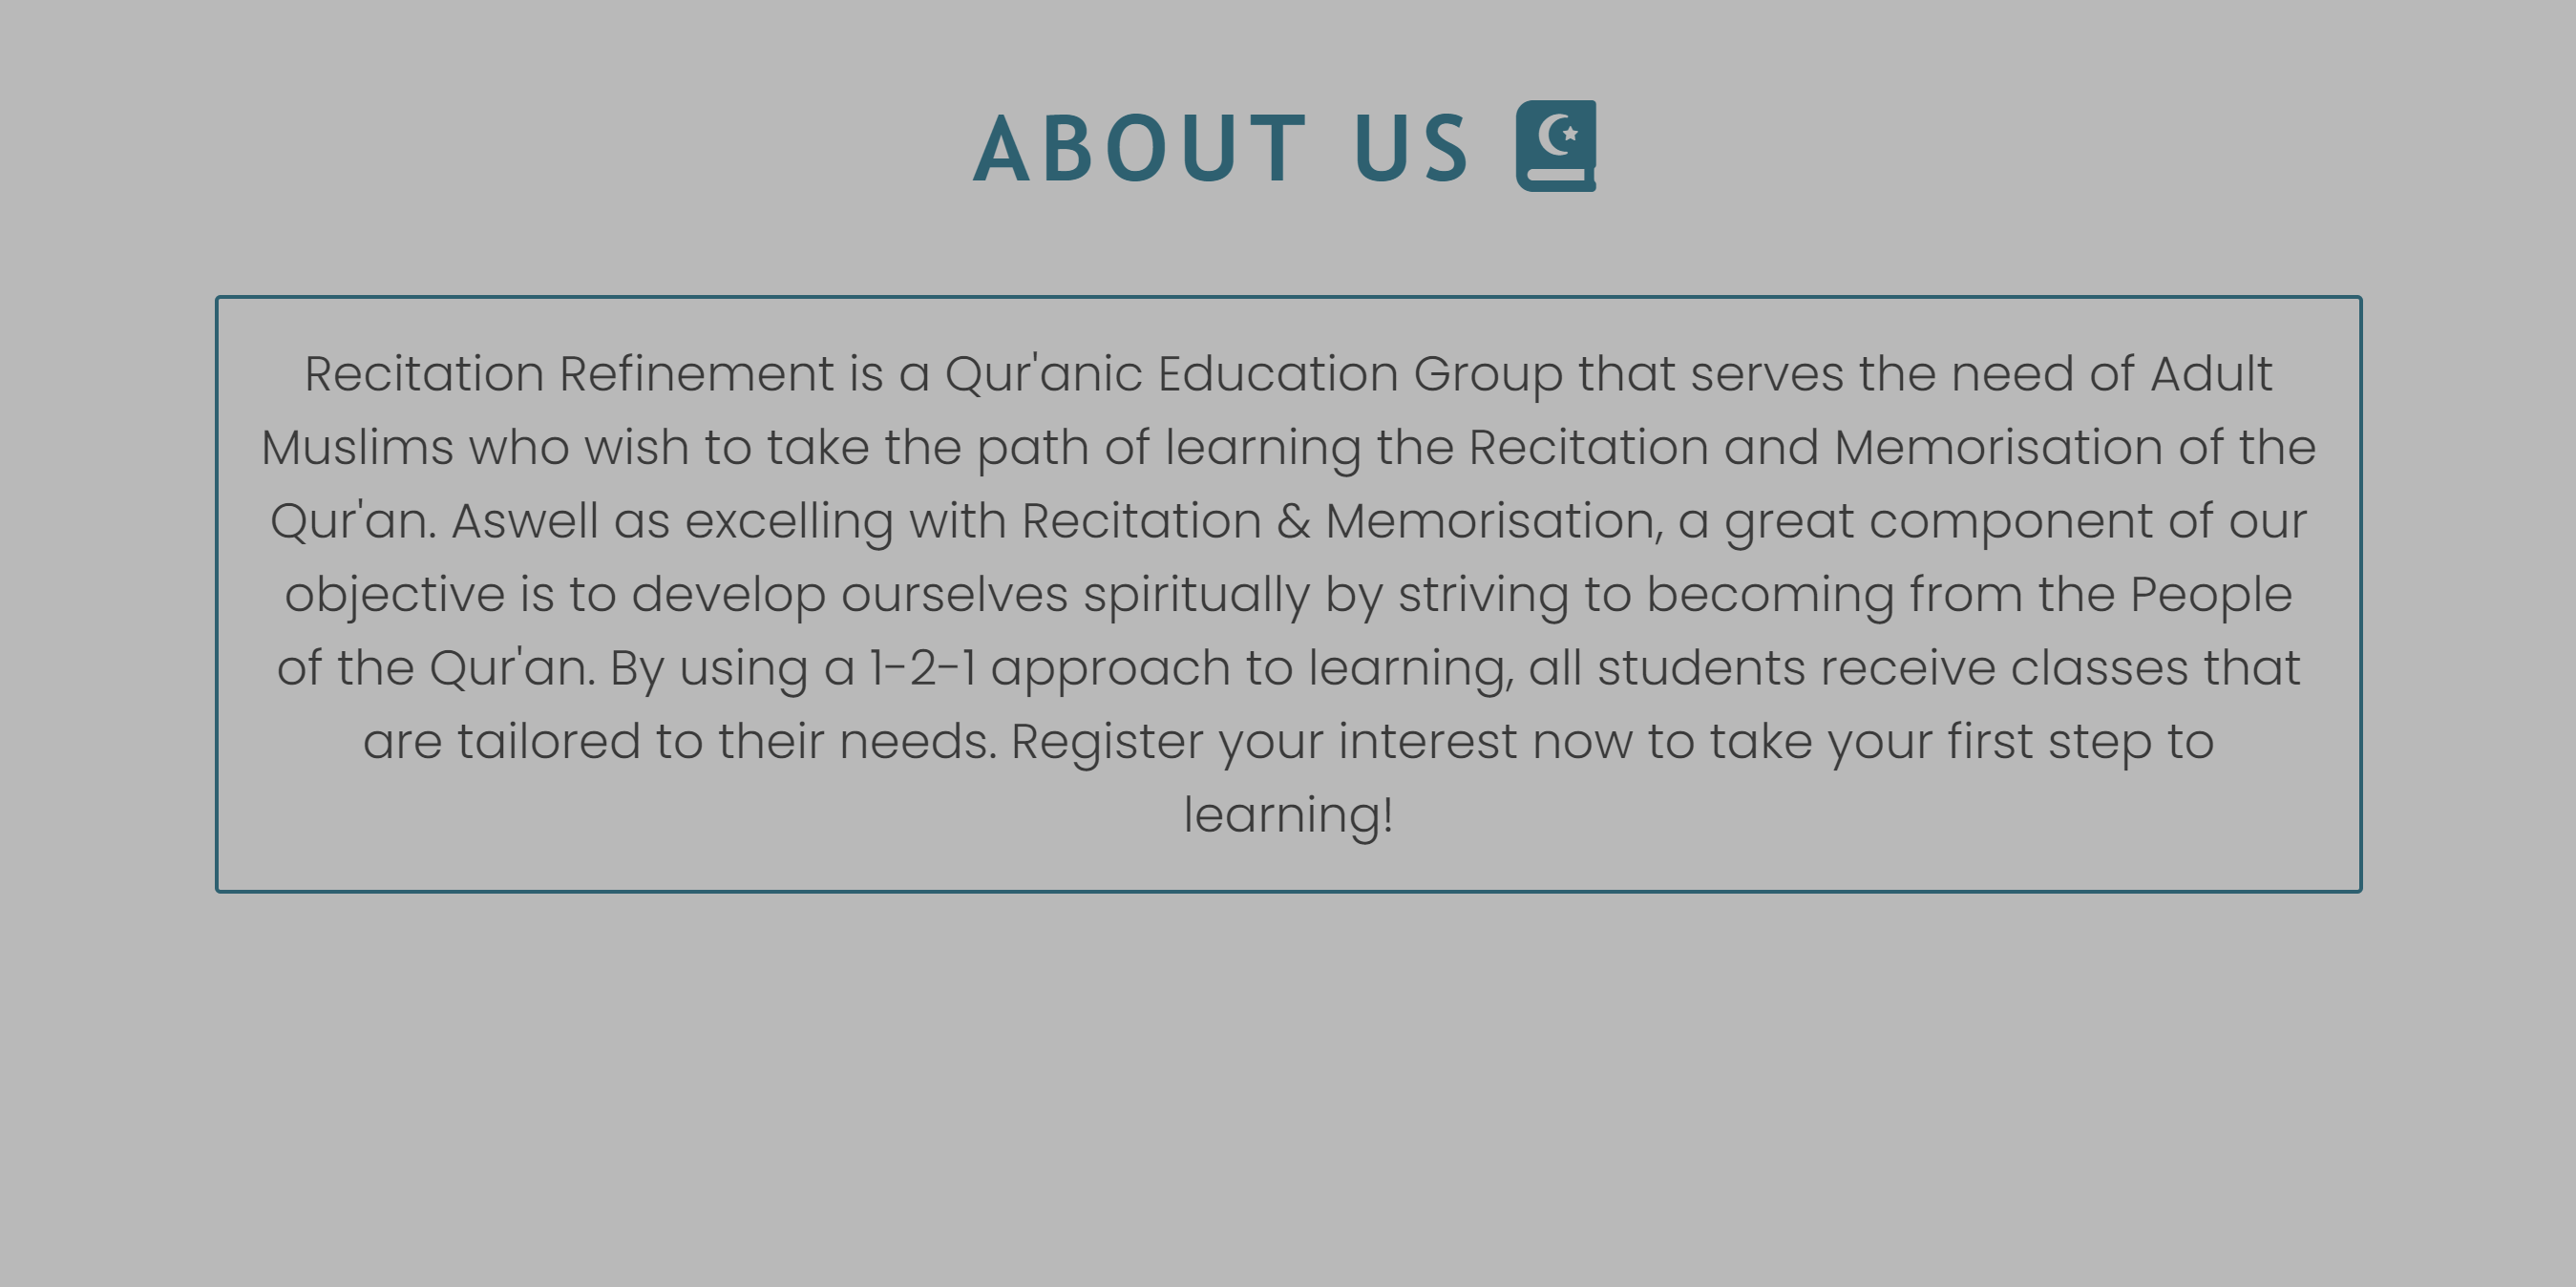 ABOUT US
Recitation Refinement is a Qur'anic Education Group that serves the need of Adult
Muslims who wish to take the path of learning the Recitation and Memorisation of the
Qur'an. Aswell as excelling with Recitation & Memorisation, a great component of our
objective is to develop ourselves spiritually by striving to becoming from the People
of the Qur'an. By using a 1-2-1 approach to learning, all students receive classes that
are tailored to their needs. Register your interest now to take your first step to
learning!